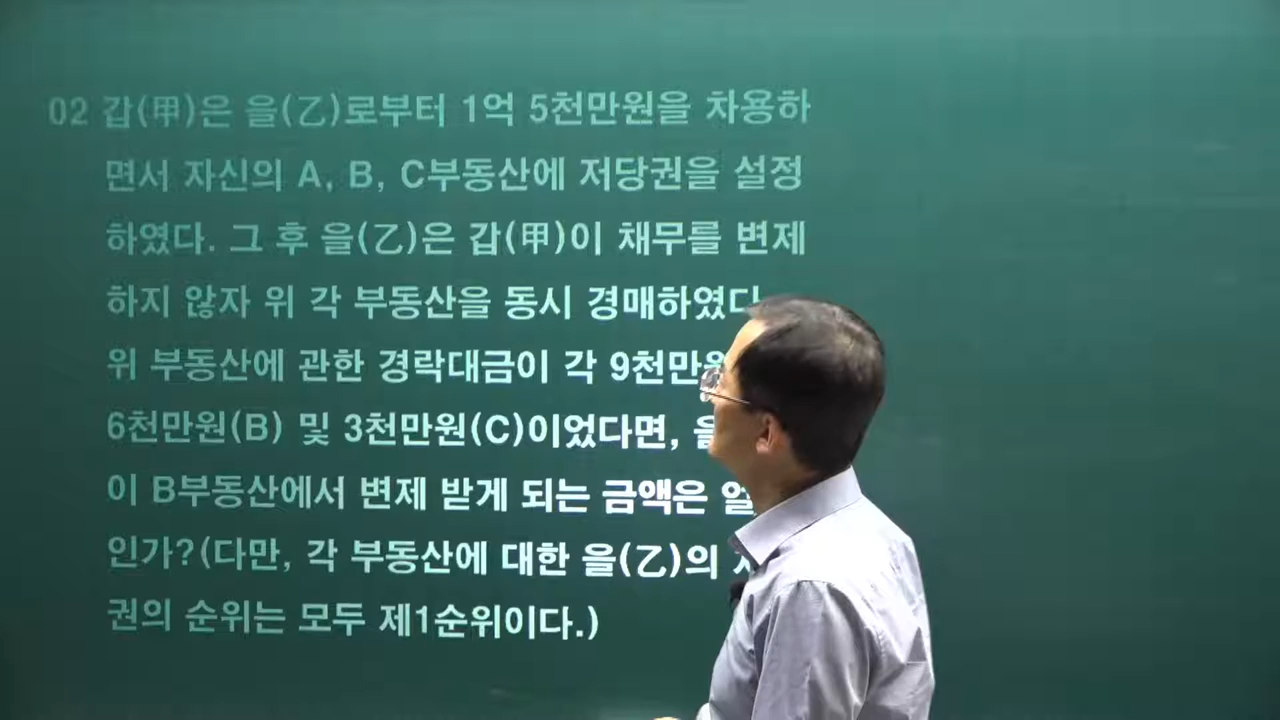 02 갑(甲)은 을(乙)로부터 1억 5천만원을 차용하
면서 자신의 A, B, C부동산에 저당권을 설정
하였다. 그 후 을(乙)은 갑(甲)이 채무를 변제
하지 않자 위 각 부동산을 동시 경매하였다
위 부동산에 관한 경락대금이 각
6천만원(B) 및 3천만원(C)이었다면,
이 B부동산에서 변제 받게 되는 금액은
인가?(다만, 각 부동산에 대한 을(乙)의
권의 순위는 모두 제1순위이다.)